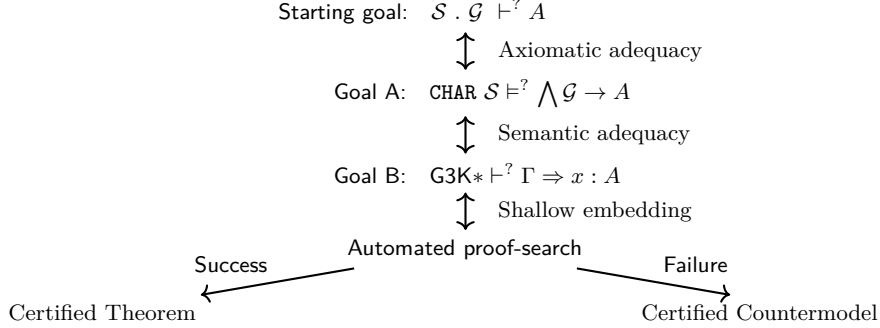 Starting goal: 𝒮 . 𝒢 ⊢? A
Axiomatic adequacy
Goal A: CHAR 𝒮 ⊨? ⋀ 𝒢 → A
Semantic adequacy
Goal B: G3K* ⊢? Γ ⇒ x : A
Shallow embedding
Automated proof-search
Success Failure
Certified Theorem Certified Countermodel